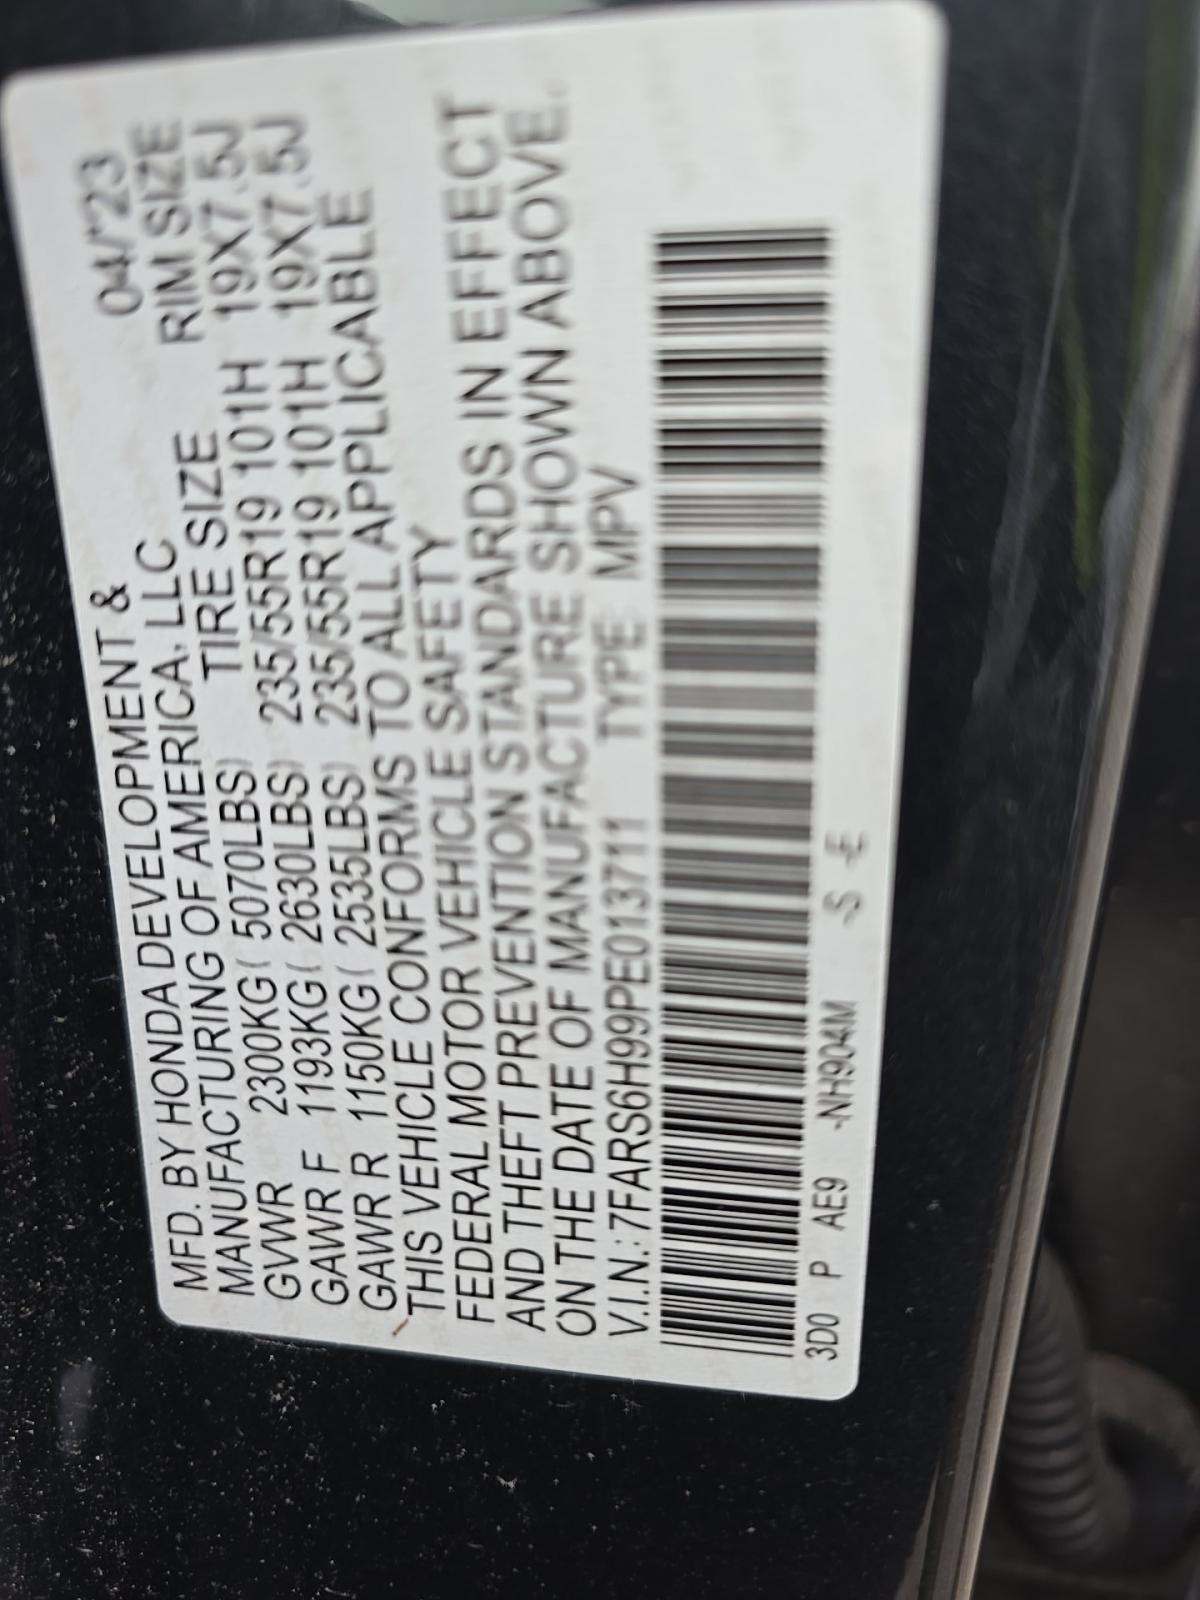 MFD. BY HONDA DEVELOPMENT & 04/'23
MANUFACTURING OF AMERICA, LLC RIM SIZE
TIRE SIZE
GVWR 2300KG( 5070LBS) 235/55R19 101H 19X7.5J
GAWR F 1193KG( 2630LBS) 235/55R19 101H 19X7.5J
GAWR R 1150KG( 2535LBS)
THIS VEHICLE CONFORMS TO ALL APPLICABLE
FEDERAL MOTOR VEHICLE SAFETY
AND THEFT PREVENTION STANDARDS IN EFFECT
ON THE DATE OF MANUFACTURE SHOWN ABOVE.
V.I.N.: 7FARS6H99PE013711 TYPE: MPV
3D0 P AE9 -NH904M -S -E